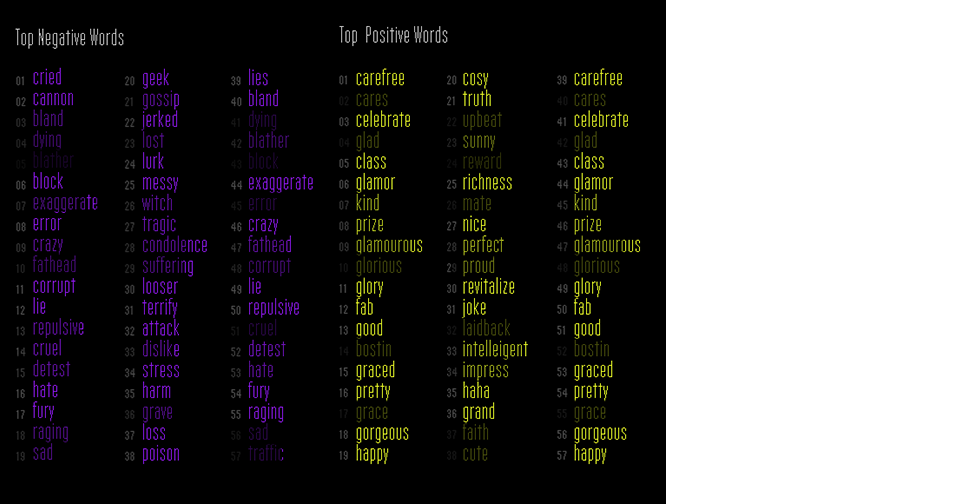 Top Negative Words
01 cried
02 cannon
03 bland
04 dying
05 blather
06 block
07 exaggerate
08 error
09 crazy
10 fathead
11 corrupt
12 lie
13 repulsive
14 cruel
15 detest
16 hate
17 fury
18 raging
19 sad
20 geek
21 gossip
22 jerked
23 lost
24 lurk
25 messy
26 witch
27 tragic
28 condolence
29 suffering
30 looser
31 terrify
32 attack
33 dislike
34 stress
35 harm
36 grave
37 loss
38 poison
39 lies
40 bland
41 dying
42 blather
43 block
44 exaggerate
45 error
46 crazy
47 fathead
48 corrupt
49 lie
50 repulsive
51 cruel
52 detest
53 hate
54 fury
55 raging
56 sad
57 traffic
Top Positive Words
01 carefree
02 cares
03 celebrate
04 glad
05 class
06 glamor
07 kind
08 prize
09 glamourous
10 glorious
11 glory
12 fab
13 good
14 bostin
15 graced
16 pretty
17 grace
18 gorgeous
19 happy
20 cosy
21 truth
22 upbeat
23 sunny
24 reward
25 richness
26 mate
27 nice
28 perfect
29 proud
30 revitalize
31 joke
32 laidback
33 intelleigent
34 impress
35 haha
36 grand
37 faith
38 cute
39 carefree
40 cares
41 celebrate
42 glad
43 class
44 glamor
45 kind
46 prize
47 glamourous
48 glorious
49 glory
50 fab
51 good
52 bostin
53 graced
54 pretty
55 grace
56 gorgeous
57 happy